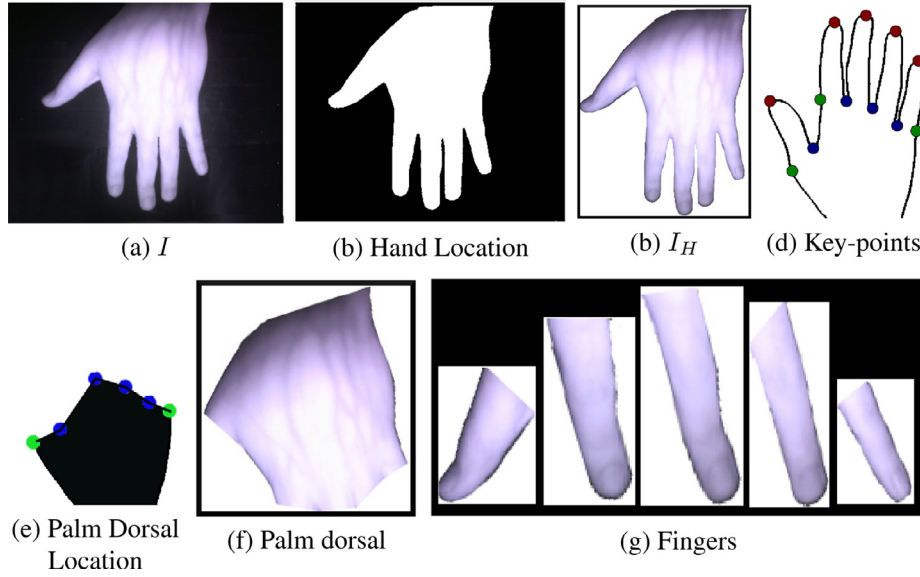 (a) I
(b) Hand Location
(b) I_H
(d) Key-points
(e) Palm Dorsal
Location
(f) Palm dorsal
(g) Fingers